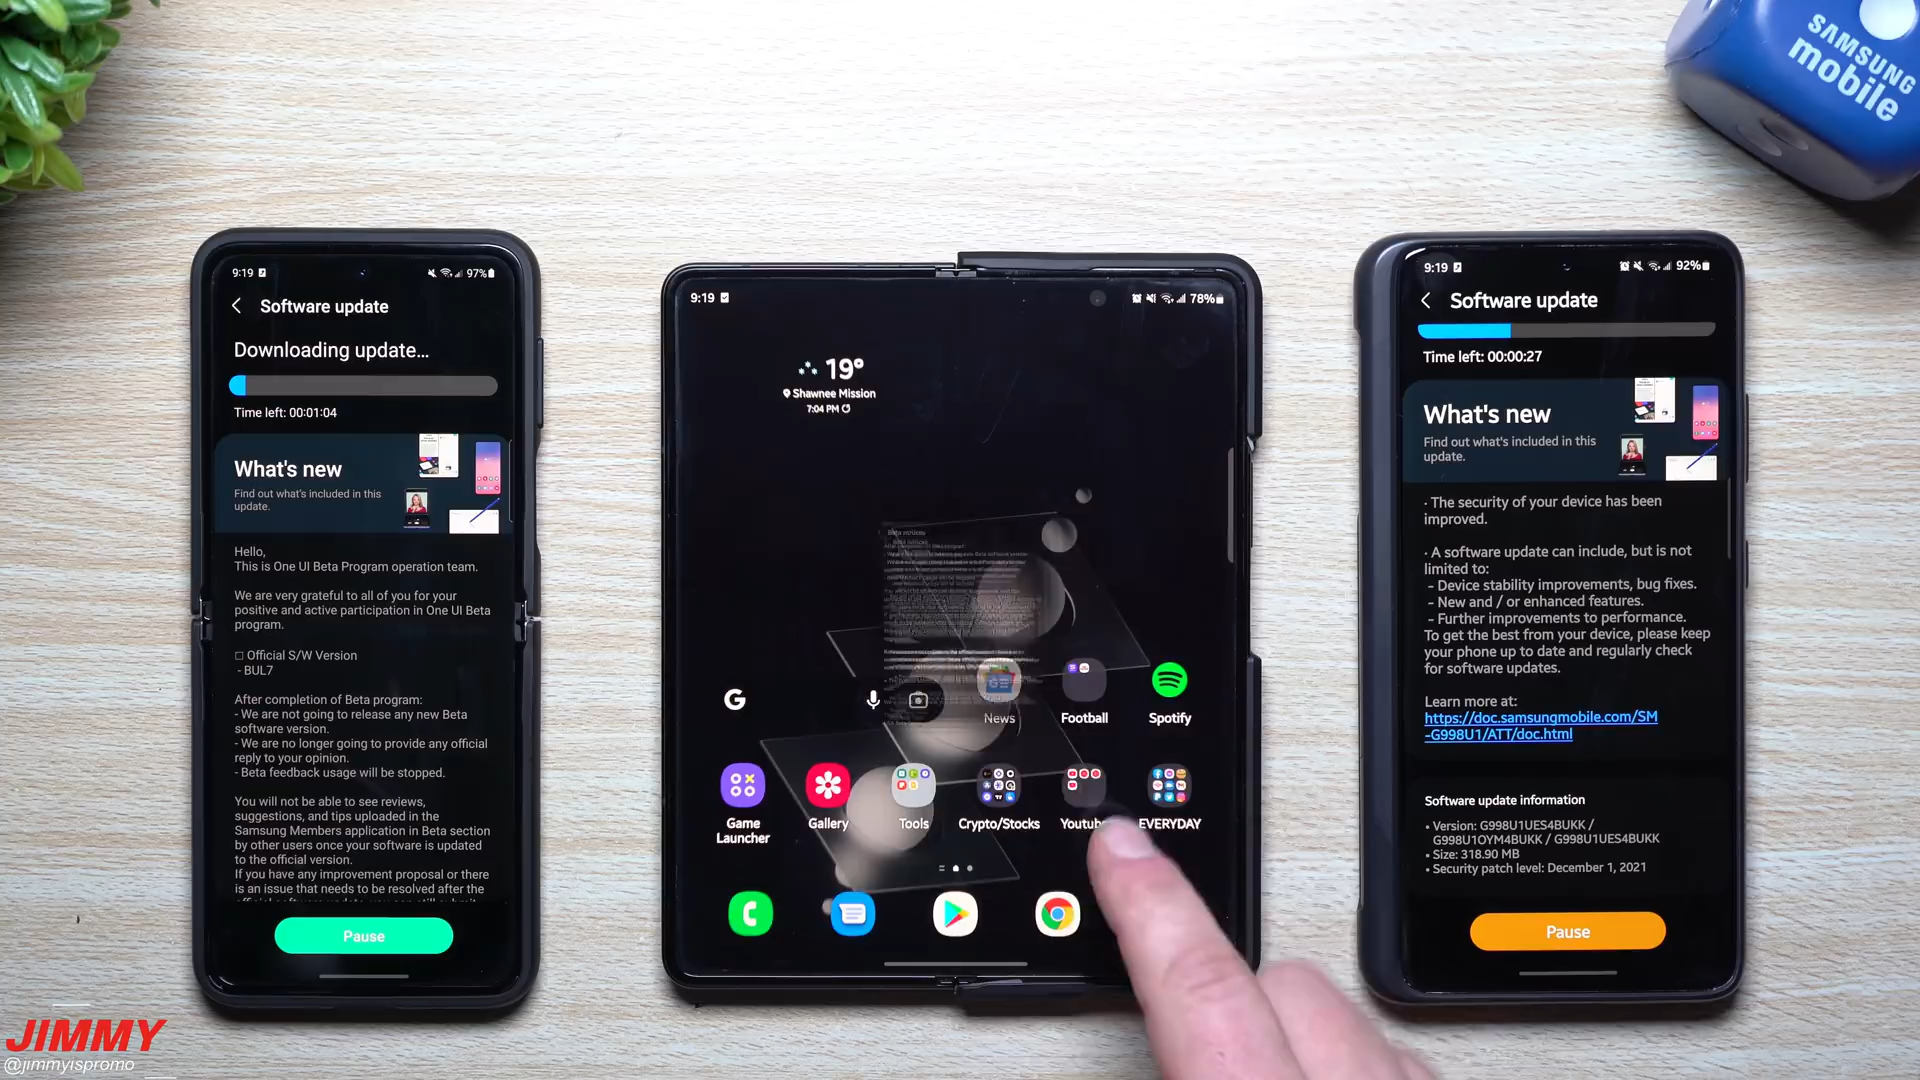 SAMSUNG
mobile
9:19
97%
Software update
Downloading update...
Time left: 00:01:04
What's new
Find out what's included in this
update.
Hello,
This is One UI Beta Program operation team.
We are very grateful to all of you for your
positive and active participation in One UI Beta
program.
□ Official S/W Version
- BUL7
After completion of Beta program:
- We are not going to release any new Beta
software version.
- We are no longer going to provide any official
reply to your opinion.
- Beta feedback usage will be stopped.
You will not be able to see reviews,
suggestions, and tips uploaded in the
Samsung Members application in Beta section
by other users once your software is updated
to the official version.
If you have any improvement proposal or there
is an issue that needs to be resolved after the
Pause
9:19
78%
19°
Shawnee Mission
7:04 PM
G
News
Football
Spotify
Game
Launcher
Gallery
Tools
Crypto/Stocks
Youtube
EVERYDAY
9:19
92%
Software update
Time left: 00:00:27
What's new
Find out what's included in this
update.
· The security of your device has been
improved.
· A software update can include, but is not
limited to:
- Device stability improvements, bug fixes.
- New and / or enhanced features.
- Further improvements to performance.
To get the best from your device, please keep
your phone up to date and regularly check
for software updates.
Learn more at:
https://doc.samsungmobile.com/SM
-G998U1/ATT/doc.html
Software update information
• Version: G998U1UES4BUKK /
G998U1OYM4BUKK / G998U1UES4BUKK
• Size: 318.90 MB
• Security patch level: December 1, 2021
Pause
JIMMY
@jimmyispromo